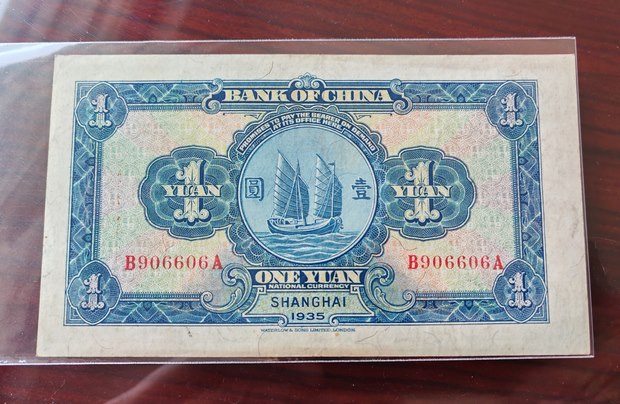 BANK OF CHINA
PROMISES TO PAY THE BEARER ON DEMAND
AT ITS OFFICE HERE
1
1
1
YUAN
圓
壹
1
YUAN
B906606A
B906606A
1
1
ONE YUAN
NATIONAL CURRENCY
SHANGHAI
1935
WATERLOW & SONS LIMITED, LONDON